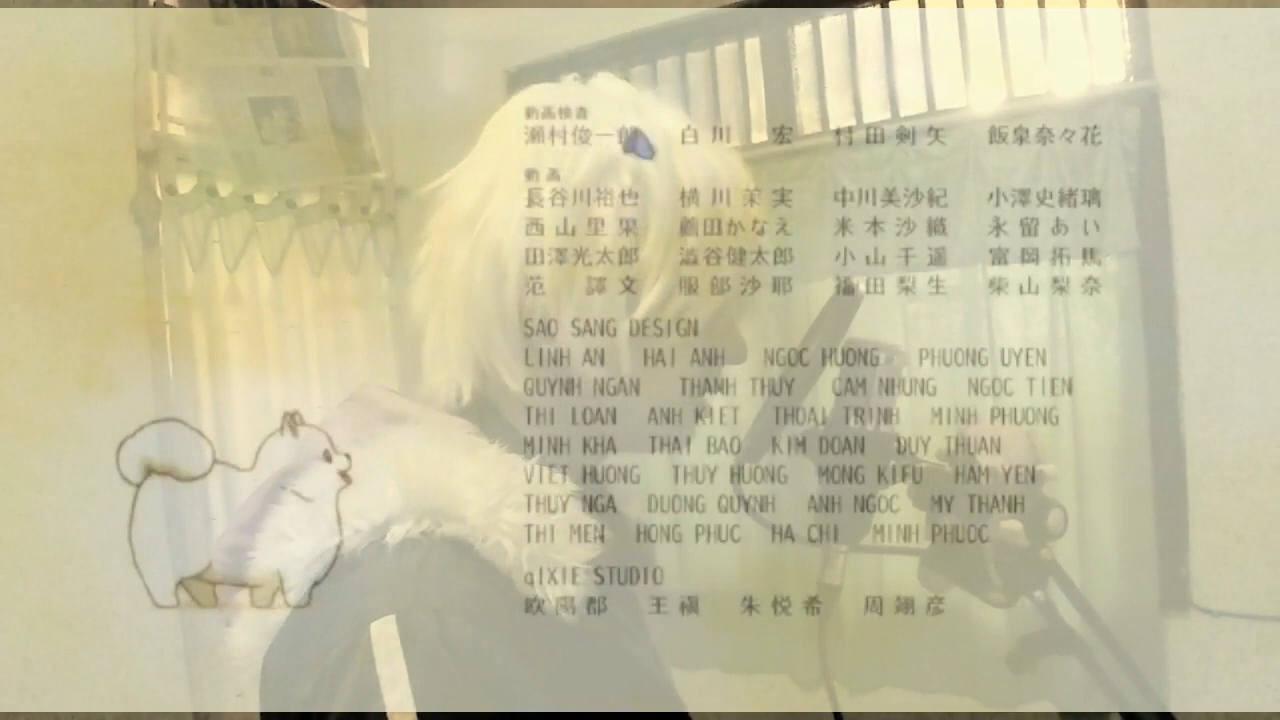 動画検査
瀬村俊一郎 白川 宏 村田剣矢 飯泉奈々花
動画
長谷川裕也 横川茉実 中川美沙紀 小澤史緒璃
西山里果 薗田かなえ 米本沙織 永留あい
田澤光太郎 澁谷健太郎 小山千遥 富岡拓馬
范 譯文 服部沙耶 福田梨生 柴山梨奈
SAO SANG DESIGN
LINH AN HAI ANH NGOC HUONG PHUONG UYEN
QUYNH NGAN THANH THUY CAM NHUNG NGOC TIEN
THI LOAN ANH KIET THOAI TRINH MINH PHUONG
MINH KHA THAI BAO KIM DOAN DUY THUAN
VIET HUONG THUY HUONG MONG KIEU HAM YEN
THUY NGA DUONG QUYNH ANH NGOC MY THANH
THI MEN HONG PHUC HA CHI MINH PHUOC
qIXIE STUDIO
欧陽郡 王禛 朱悦希 周翊彦